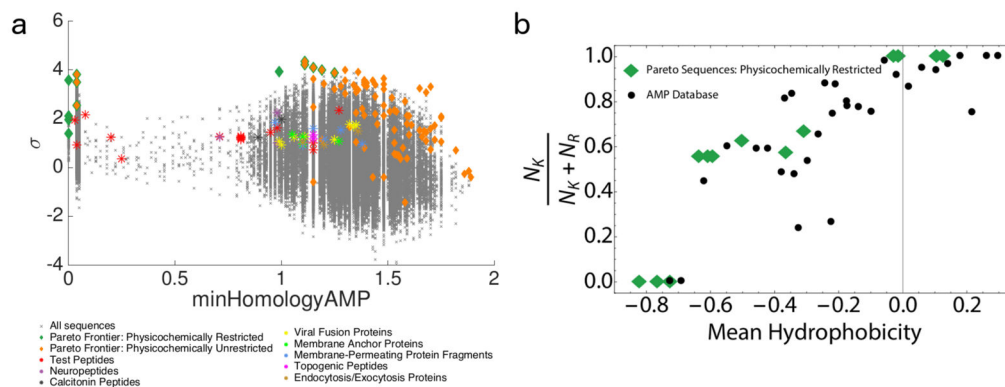 a
σ
6
4
2
0
−2
−4
0
0.5
1
1.5
2
minHomologyAMP
All sequences
Pareto Frontier: Physicochemically Restricted
Pareto Frontier: Physicochemically Unrestricted
Test Peptides
Neuropeptides
Calcitonin Peptides
Viral Fusion Proteins
Membrane Anchor Proteins
Membrane-Permeating Protein Fragments
Topogenic Peptides
Endocytosis/Exocytosis Proteins
b
N_K
N_K + N_R
1.0
0.8
0.6
0.4
0.2
0.0
Pareto Sequences: Physicochemically Restricted
AMP Database
−0.8
−0.6
−0.4
−0.2
0.0
0.2
Mean Hydrophobicity